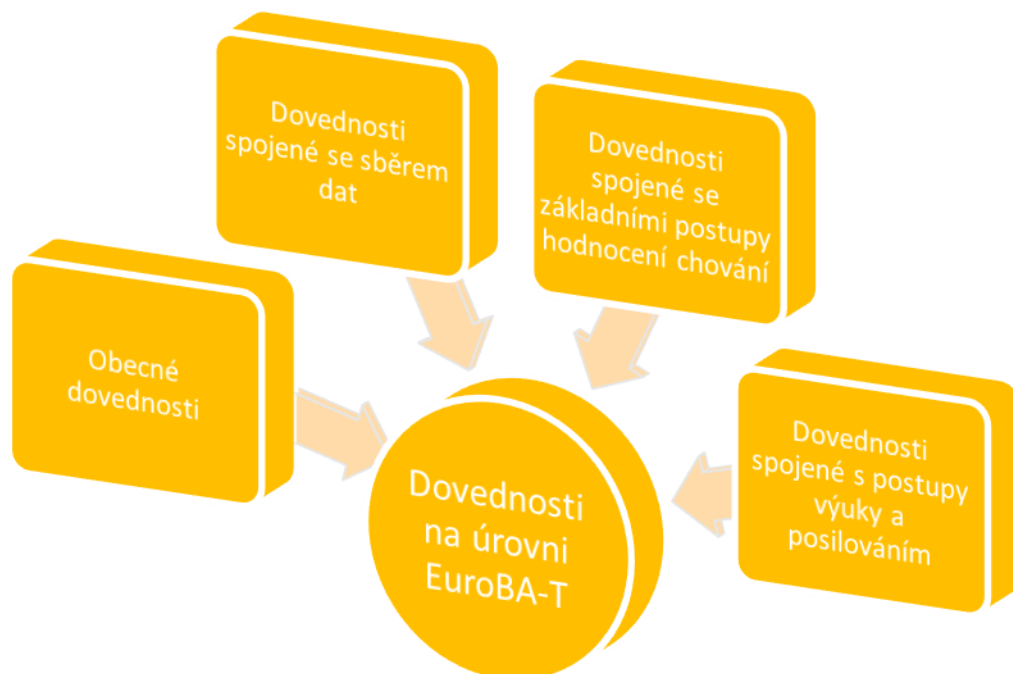 Obecné
dovednosti
Dovednosti
spojené se sběrem
dat
Dovednosti
spojené se
základními postupy
hodnocení chování
Dovednosti
spojené s postupy
výuky a
posilováním
Dovednosti
na úrovni
EuroBA-T